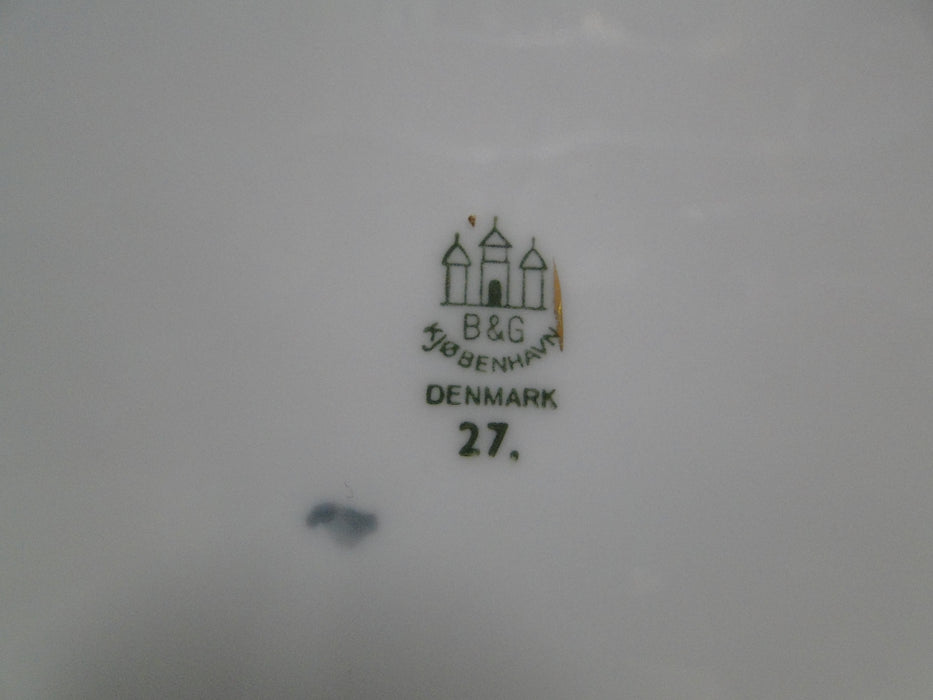 B&G
KJØBENHAVN
DENMARK
27.